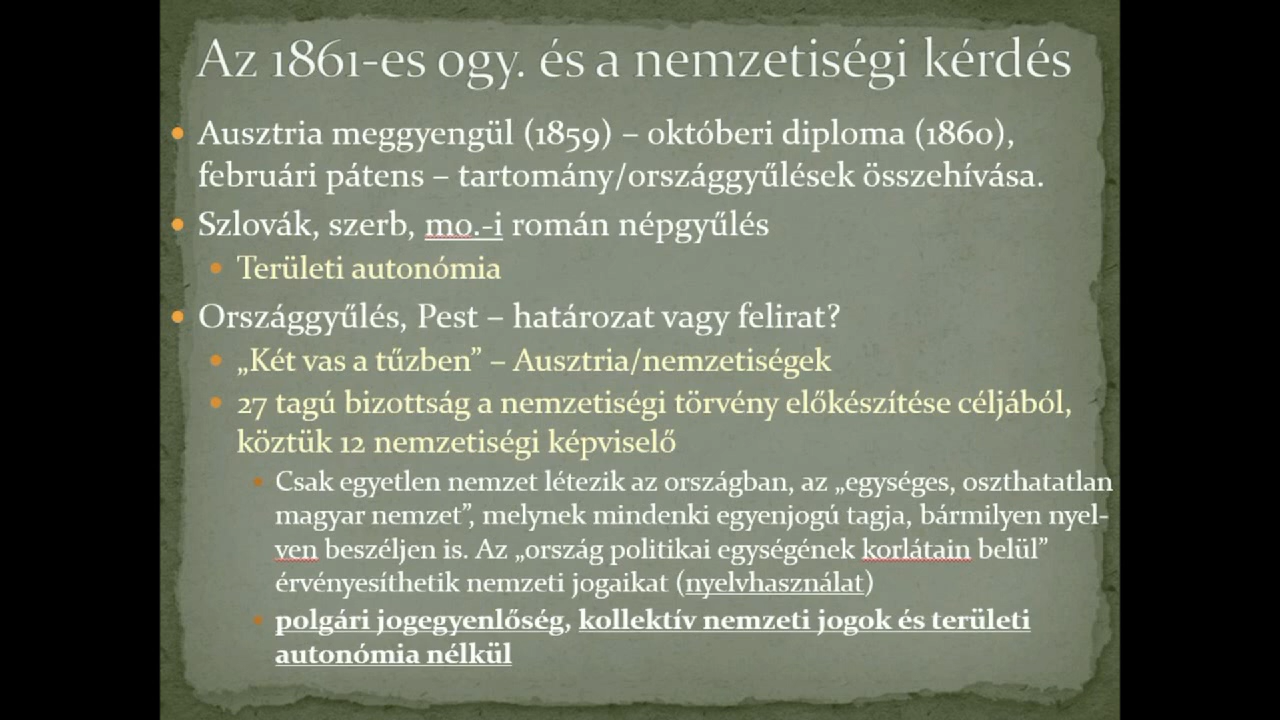 Az 1861-es ogy. és a nemzetiségi kérdés
• Ausztria meggyengül (1859) – októberi diploma (1860),
februári pátens – tartomány/országgyűlések összehívása.
• Szlovák, szerb, mo.-i román népgyűlés
• Területi autonómia
• Országgyűlés, Pest – határozat vagy felirat?
• „Két vas a tűzben” – Ausztria/nemzetiségek
• 27 tagú bizottság a nemzetiségi törvény előkészítése céljából,
köztük 12 nemzetiségi képviselő
• Csak egyetlen nemzet létezik az országban, az „egységes, oszthatatlan
magyar nemzet”, melynek mindenki egyenjogú tagja, bármilyen nyel-
ven beszéljen is. Az „ország politikai egységének korlátain belül”
érvényesíthetik nemzeti jogaikat (nyelvhasználat)
• polgári jogegyenlőség, kollektív nemzeti jogok és területi
autonómia nélkül